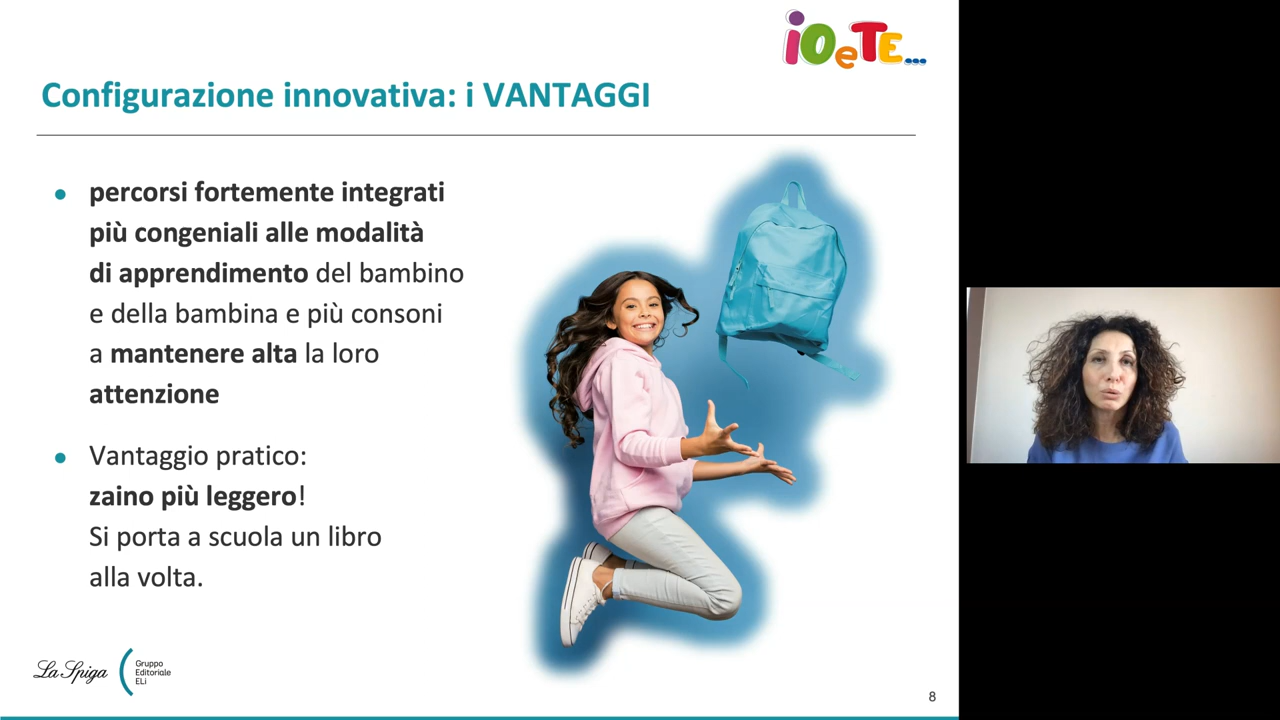 iOeTE...
Configurazione innovativa: i VANTAGGI
• percorsi fortemente integrati
più congeniali alle modalità
di apprendimento del bambino
e della bambina e più consoni
a mantenere alta la loro
attenzione
• Vantaggio pratico:
zaino più leggero!
Si porta a scuola un libro
alla volta.
La Spiga
Gruppo
Editoriale
ELi
8